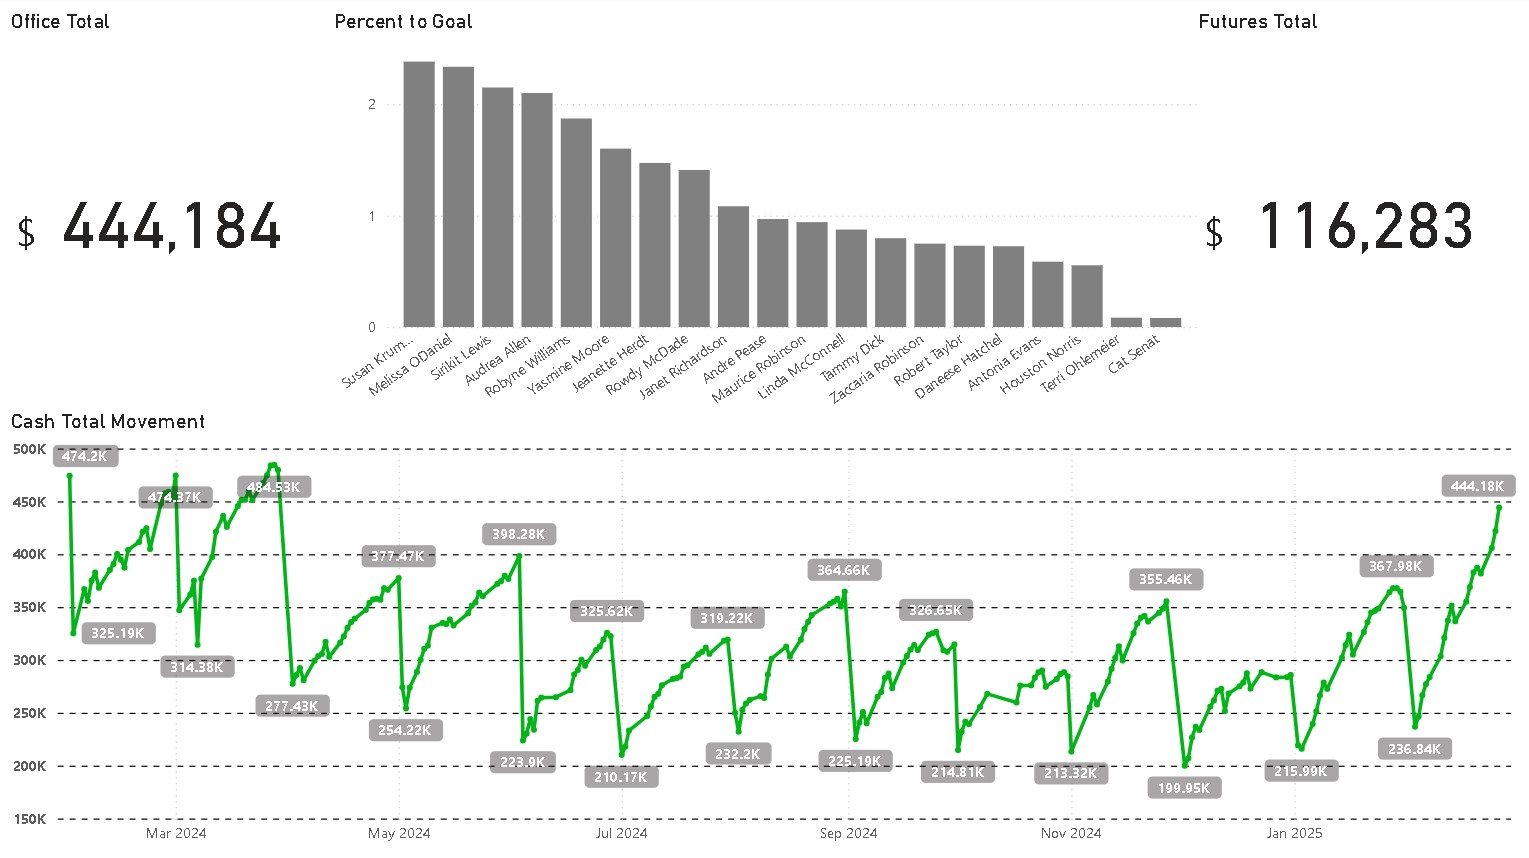 Office Total
Percent to Goal
Futures Total
$ 444,184
2
1
0
Susan Krum...
Melissa ODaniel
Sirikit Lewis
Audrea Allen
Robyne Williams
Yasmine Moore
Jeanette Herdt
Rowdy McDade
Janet Richardson
Andre Pease
Maurice Robinson
Linda McConnell
Tammy Dick
Zaccaria Robinson
Robert Taylor
Daneese Hatchel
Antonia Evans
Houston Norris
Terri Ohlemeier
Cat Senat
$ 116,283
Cash Total Movement
500K
450K
400K
350K
300K
250K
200K
150K
474.2K
325.19K
474.37K
314.38K
484.53K
277.43K
377.47K
254.22K
398.28K
223.9K
325.62K
210.17K
319.22K
232.2K
364.66K
225.19K
326.65K
214.81K
213.32K
355.46K
199.95K
215.99K
367.98K
236.84K
444.18K
Mar 2024
May 2024
Jul 2024
Sep 2024
Nov 2024
Jan 2025